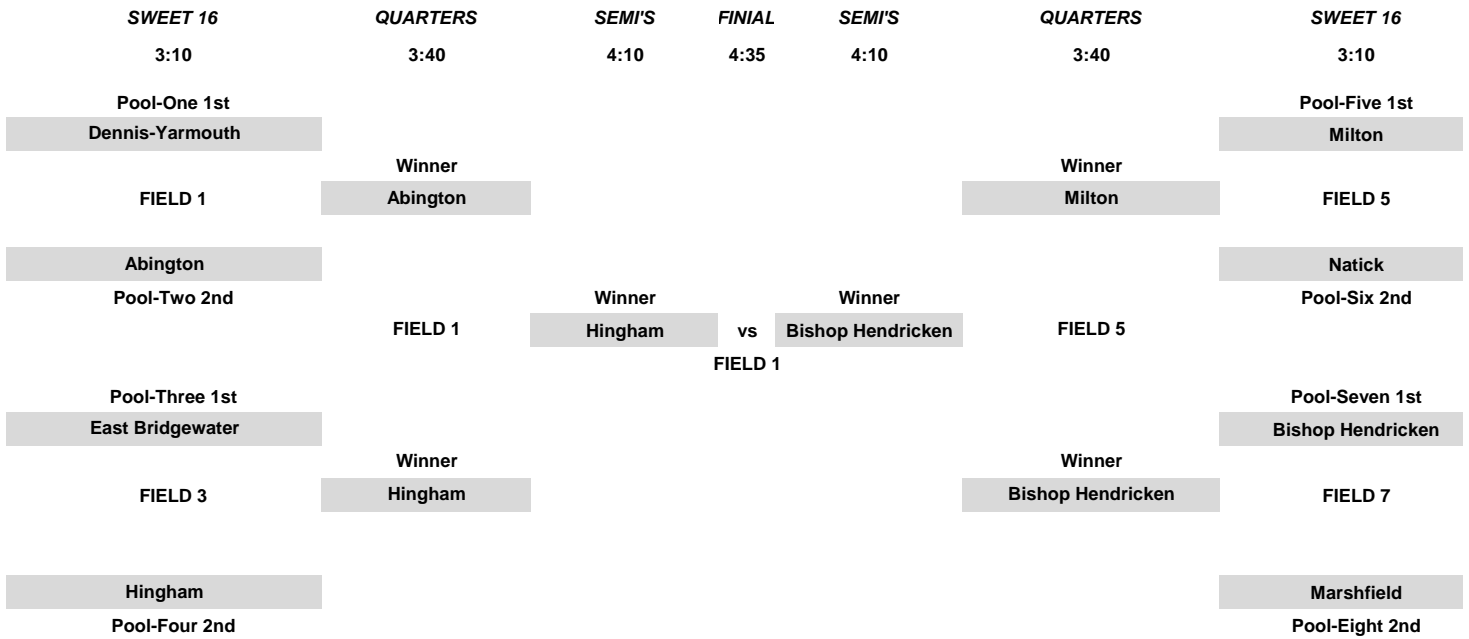 SWEET 16 QUARTERS SEMI'S FINIAL SEMI'S QUARTERS SWEET 16
3:10 3:40 4:10 4:35 4:10 3:40 3:10
Pool-One 1st Pool-Five 1st
Dennis-Yarmouth Milton
Winner Winner
FIELD 1 Abington Milton FIELD 5
Abington Natick
Pool-Two 2nd Winner Winner Pool-Six 2nd
FIELD 1 Hingham vs Bishop Hendricken FIELD 5
FIELD 1
Pool-Three 1st Pool-Seven 1st
East Bridgewater Bishop Hendricken
Winner Winner
FIELD 3 Hingham Bishop Hendricken FIELD 7
Hingham Marshfield
Pool-Four 2nd Pool-Eight 2nd